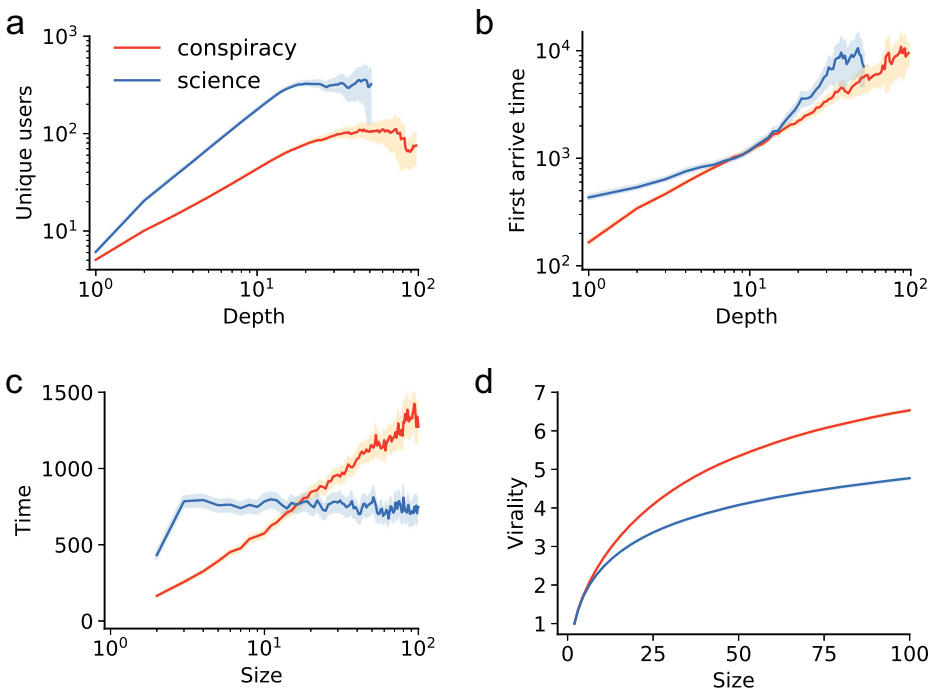 a
10³
conspiracy
science
10²
10¹
Unique users
10⁰ 10¹ 10²
Depth
b
10⁴
10³
10²
First arrive time
10⁰ 10¹ 10²
Depth
c
1500
1000
500
0
Time
10⁰ 10¹ 10²
Size
d
7
6
5
4
3
2
1
Virality
0 25 50 75 100
Size